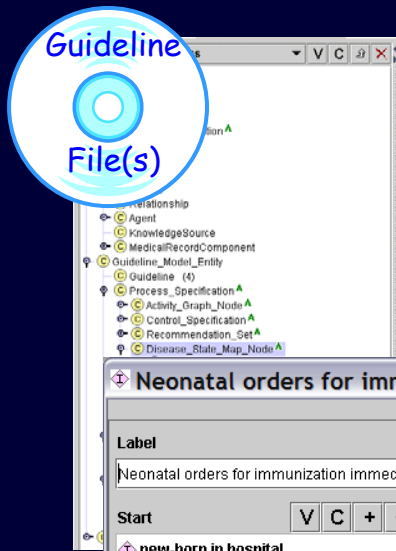 Guideline
File(s)
V C
Relationship
Agent
KnowledgeSource
MedicalRecordComponent
Guideline_Model_Entity
Guideline (4)
Process_Specification
Activity_Graph_Node
Control_Specification
Recommendation_Set
Disease_State_Map_Node
Neonatal orders for imm
Label
Neonatal orders for immunization immed
Start
V C +
new-born in hospital